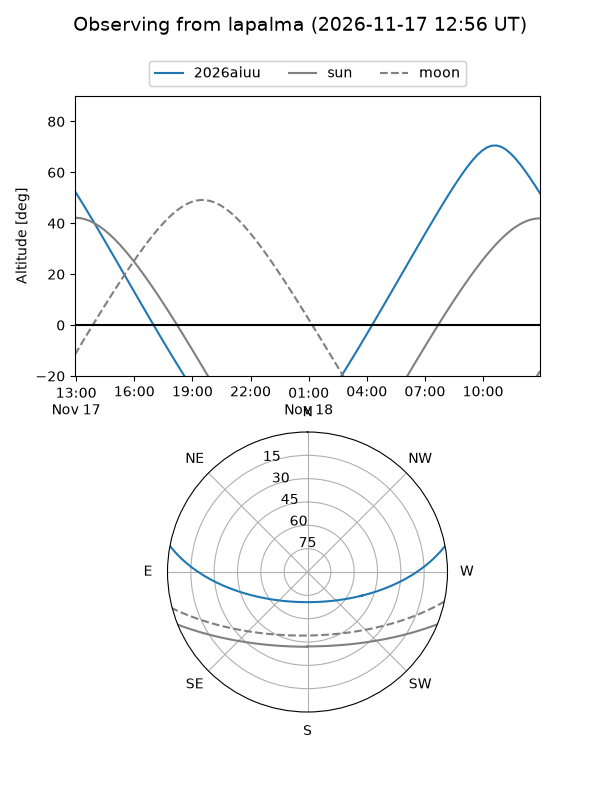 Observing from lapalma (2026-11-17 12:56 UT)
2026aiuu sun moon
Altitude [deg]
80
60
40
20
0
−20
13:00 16:00 19:00 22:00 01:00 04:00 07:00 10:00
Nov 17 Nov 18
N
NE NW
15
30
45
60
75
E W
SE SW
S